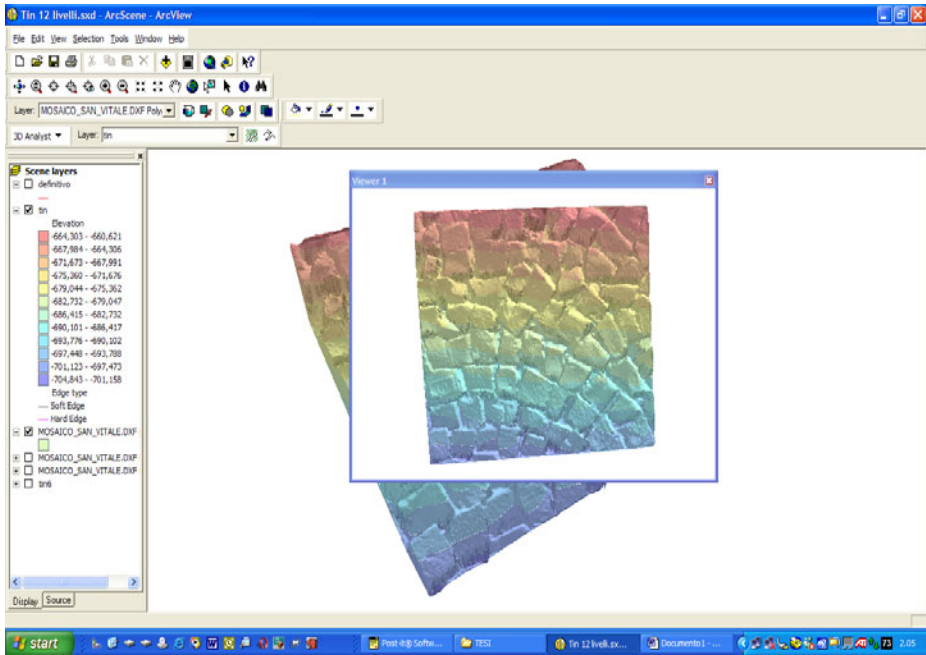 Tin 12 livelli.sxd - ArcScene - ArcView
File Edit View Selection Tools Window Help
Layer: MOSAICO_SAN_VITALE.DXF Poly
3D Analyst Layer: tin
Scene layers
definitivo
tin
Elevation
-664,303 - -660,621
-667,984 - -664,306
-671,673 - -667,991
-675,360 - -671,676
-679,044 - -675,362
-682,732 - -679,047
-686,415 - -682,732
-690,101 - -686,417
-693,776 - -690,102
-697,448 - -693,788
-701,123 - -697,473
-704,843 - -701,158
Edge type
Soft Edge
Hard Edge
MOSAICO_SAN_VITALE.DXF
MOSAICO_SAN_VITALE.DXF
MOSAICO_SAN_VITALE.DXF
tin6
Viewer 1
Display Source
start
Post-it® Softw...
TESI
Tin 12 livelli.sx...
Documento1 - ...
73
2.05